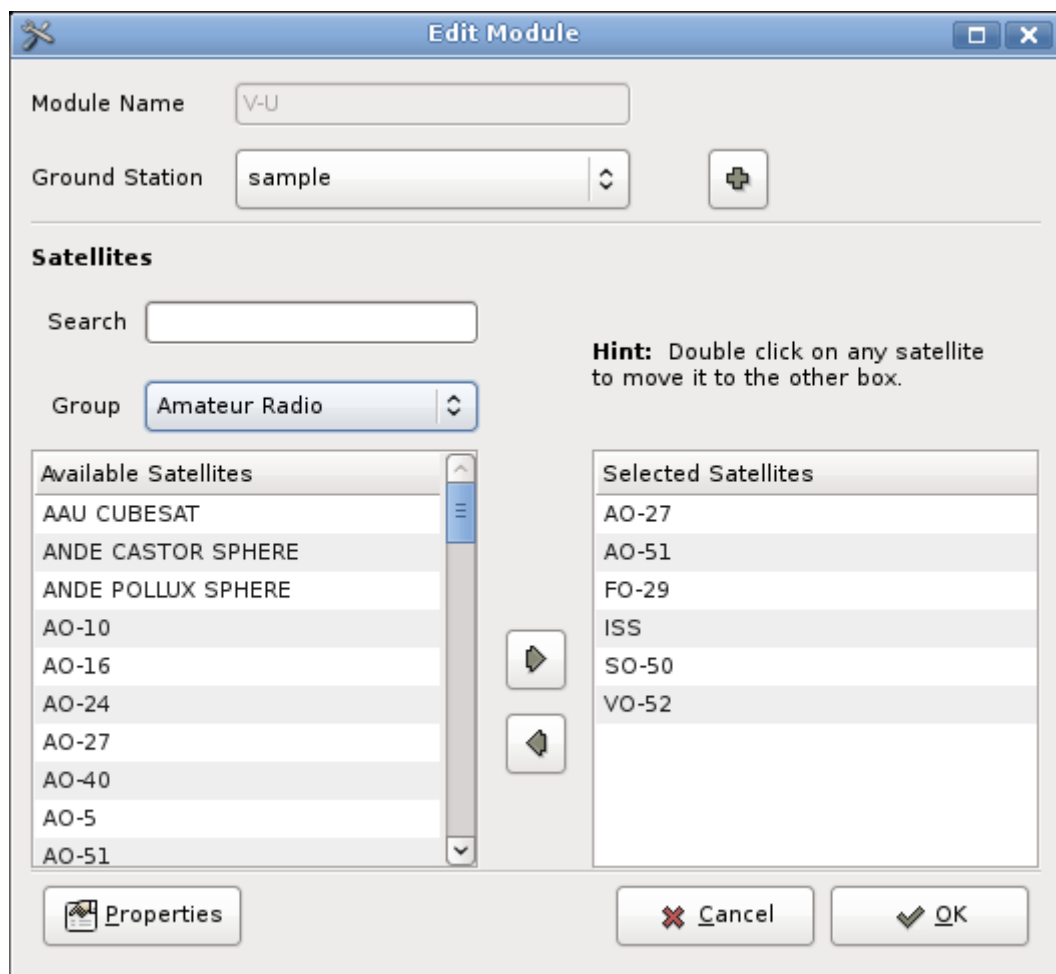 Edit Module
Module Name V-U
Ground Station sample
Satellites
Search
Hint: Double click on any satellite
to move it to the other box.
Group Amateur Radio
Available Satellites
AAU CUBESAT
ANDE CASTOR SPHERE
ANDE POLLUX SPHERE
AO-10
AO-16
AO-24
AO-27
AO-40
AO-5
AO-51
Selected Satellites
AO-27
AO-51
FO-29
ISS
SO-50
VO-52
Properties
Cancel
OK